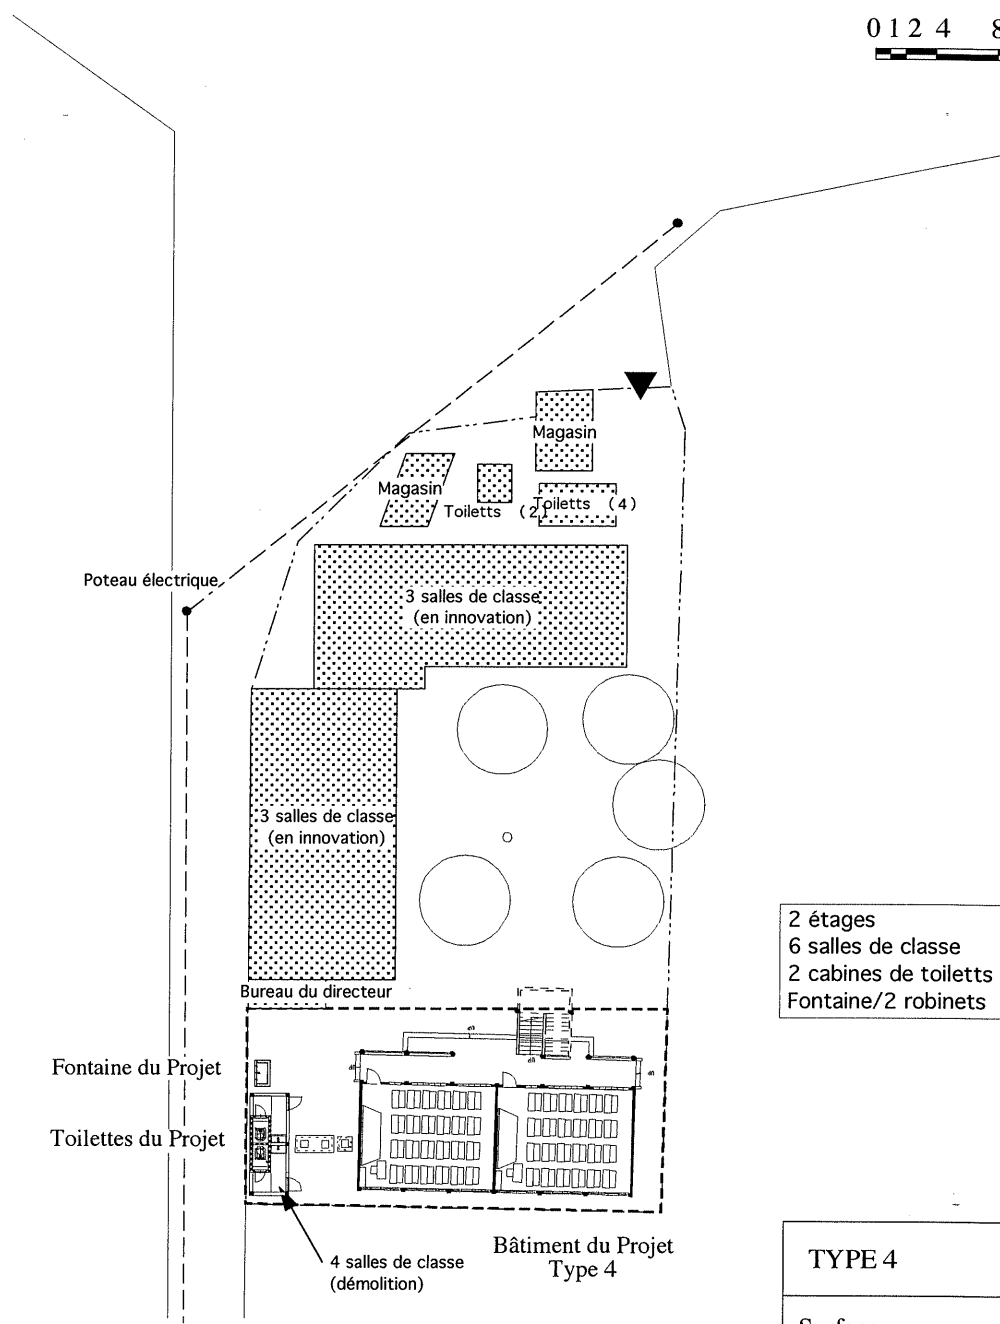 0 1 2 4 8
Magasin
Magasin
Toiletts (2)
Toiletts (4)
Poteau électrique
3 salles de classe
(en innovation)
3 salles de classe
(en innovation)
2 étages
6 salles de classe
2 cabines de toiletts
Fontaine/2 robinets
Bureau du directeur
Fontaine du Projet
Toilettes du Projet
Bâtiment du Projet
Type 4
4 salles de classe
(démolition)
TYPE 4